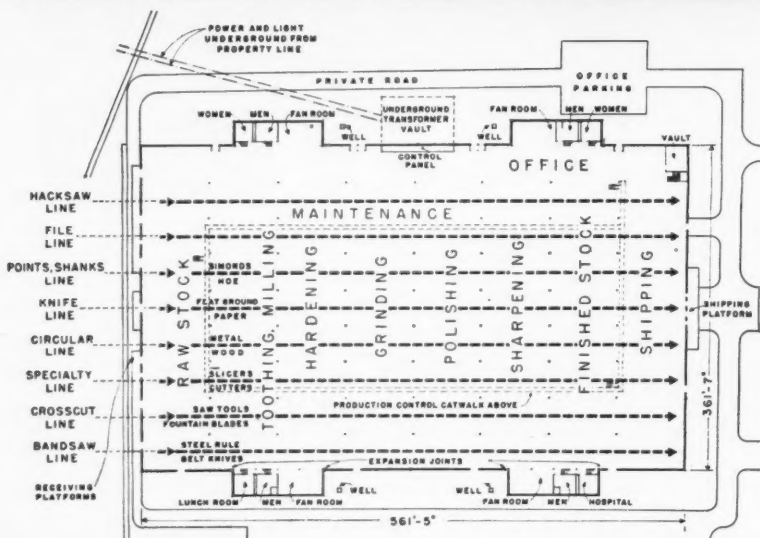 POWER AND LIGHT
UNDERGROUND FROM
PROPERTY LINE
PRIVATE ROAD
OFFICE
PARKING
WOMEN
MEN
FAN ROOM
WELL
UNDERGROUND
TRANSFORMER
VAULT
CONTROL
PANEL
WELL
FAN ROOM
MEN
WOMEN
VAULT
OFFICE
HACKSAW
LINE
MAINTENANCE
FILE
LINE
POINTS, SHANKS
LINE
SIMONDS
HOE
KNIFE
LINE
FLAT GROUND
PAPER
CIRCULAR
LINE
METAL
WOOD
SPECIALTY
LINE
SLICERS
CUTTERS
CROSSCUT
LINE
SAW TOOLS
FOUNTAIN BLADES
BANDSAW
LINE
STEEL RULE
BELT KNIVES
RAW STOCK
TOOTHING, MILLING
HARDENING
GRINDING
POLISHING
SHARPENING
FINISHED STOCK
SHIPPING
SHIPPING
PLATFORM
361'-7"
PRODUCTION CONTROL CATWALK ABOVE
EXPANSION JOINTS
RECEIVING
PLATFORMS
LUNCH ROOM
MEN
FAN ROOM
WELL
WELL
FAN ROOM
MEN
HOSPITAL
561'-5"